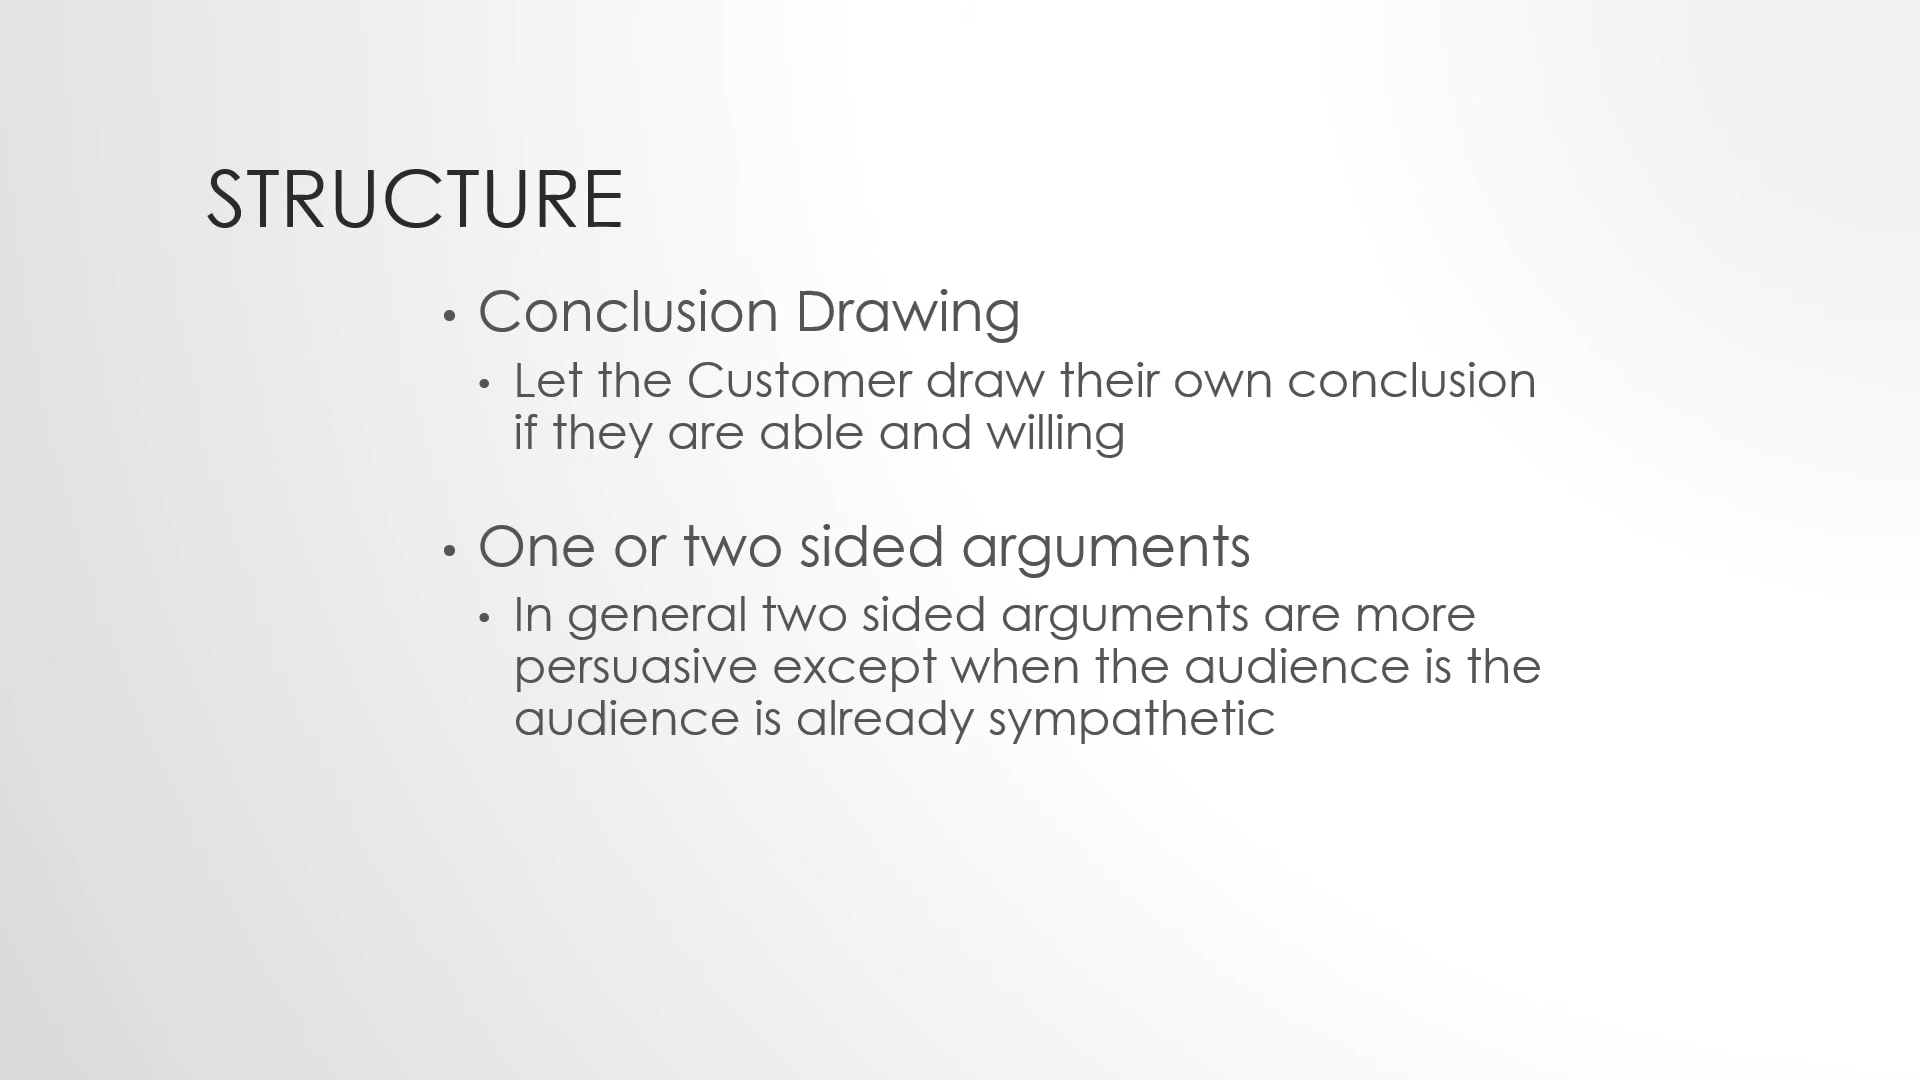 STRUCTURE
• Conclusion Drawing
• Let the Customer draw their own conclusion
if they are able and willing
• One or two sided arguments
• In general two sided arguments are more
persuasive except when the audience is the
audience is already sympathetic